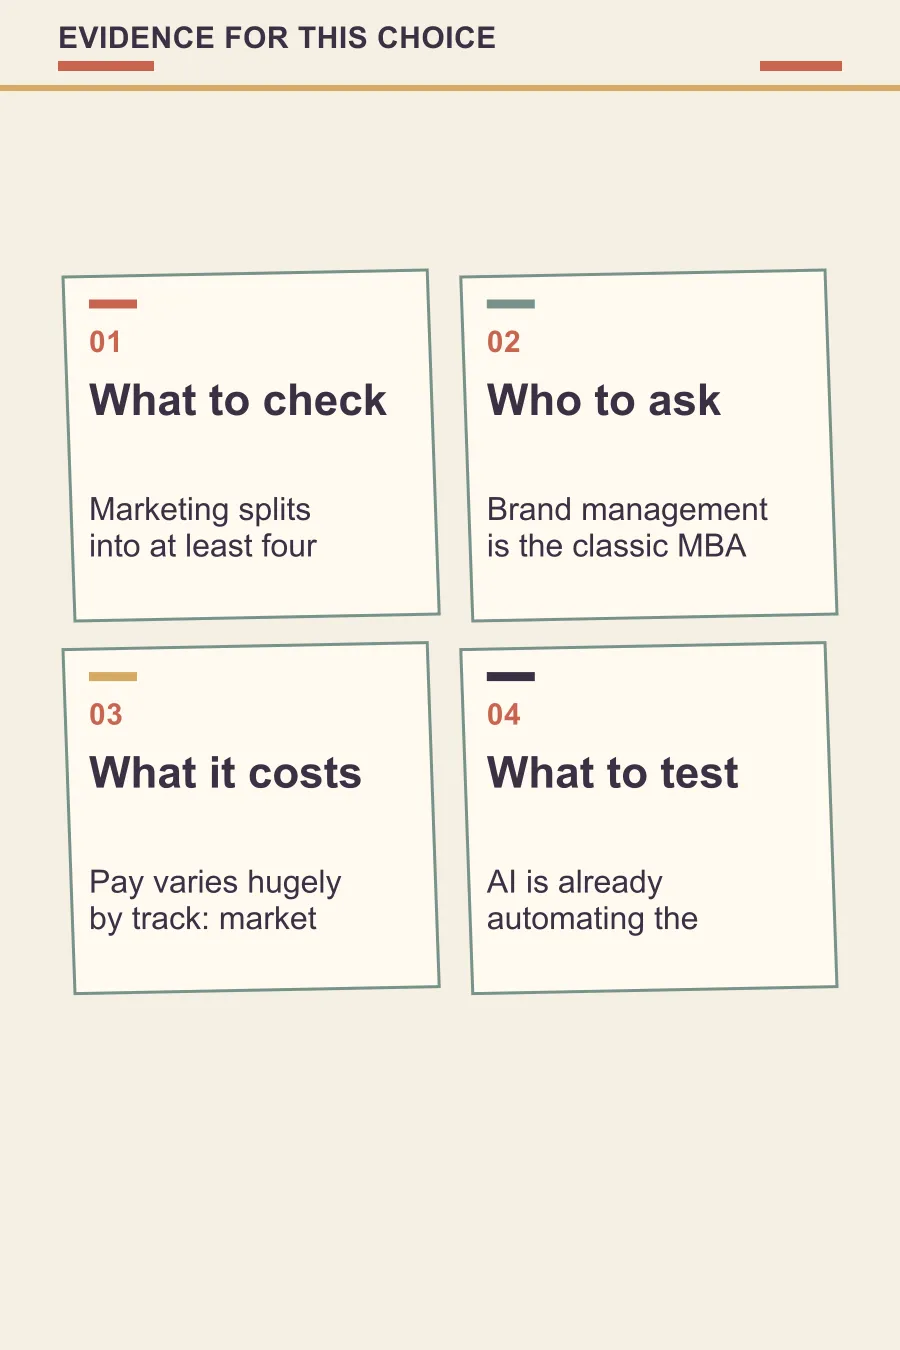 EVIDENCE FOR THIS CHOICE
01
What to check
Marketing splits
into at least four
02
Who to ask
Brand management
is the classic MBA
03
What it costs
Pay varies hugely
by track: market
04
What to test
AI is already
automating the